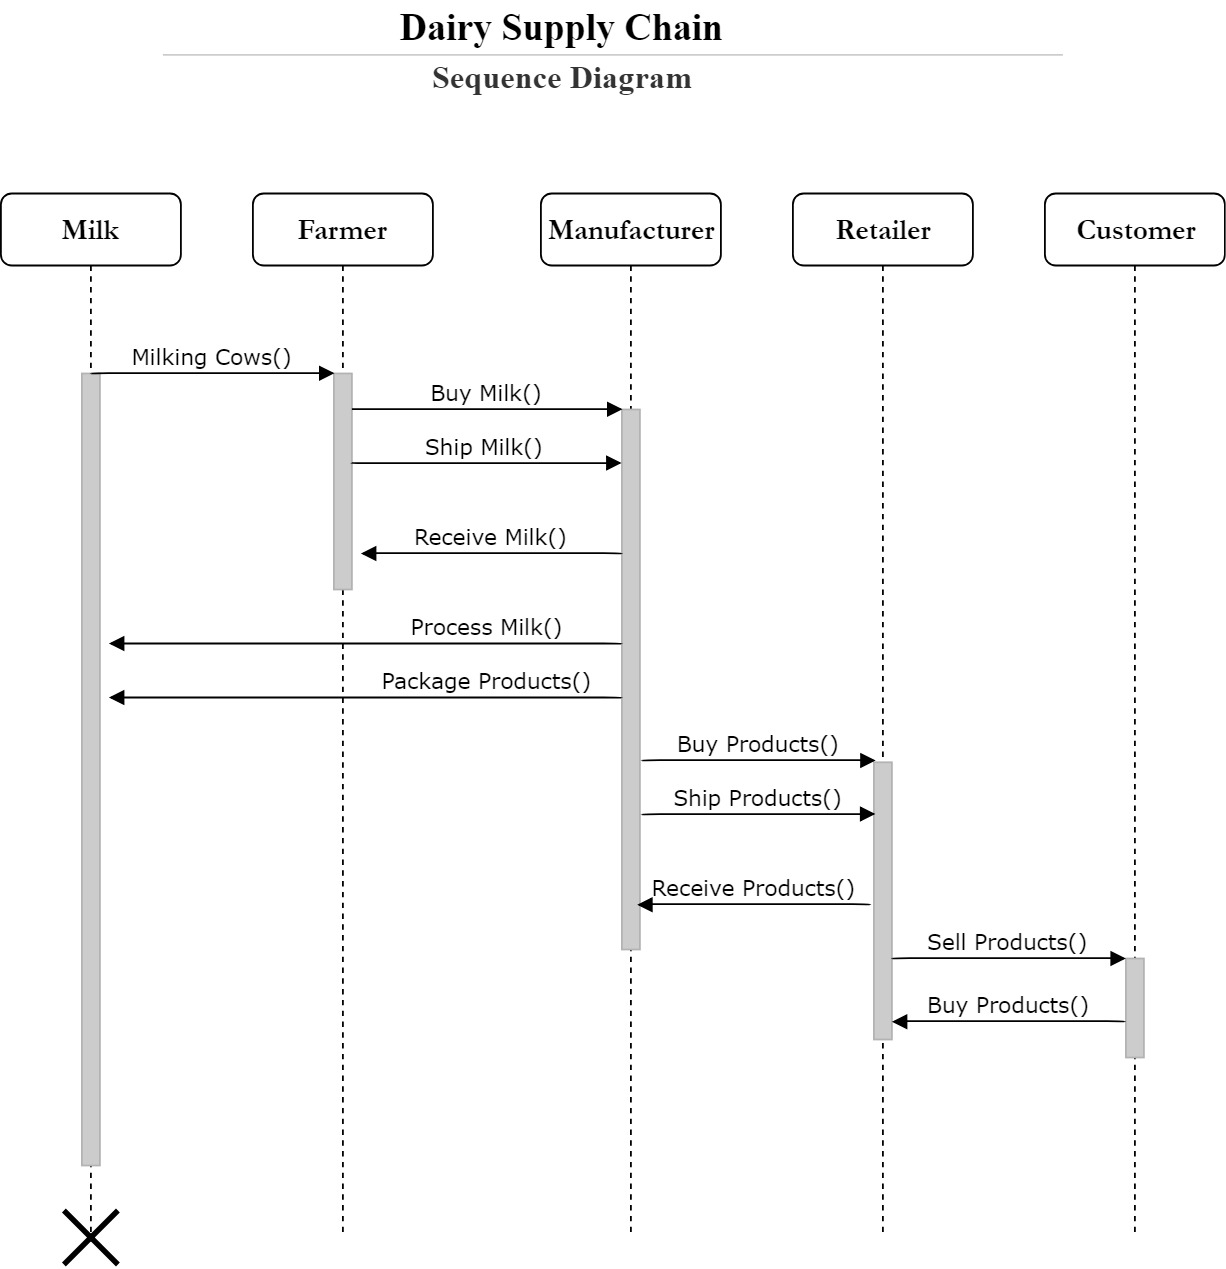 Dairy Supply Chain
Sequence Diagram
Milk
Farmer
Manufacturer
Retailer
Customer
Milking Cows()
Buy Milk()
Ship Milk()
Receive Milk()
Process Milk()
Package Products()
Buy Products()
Ship Products()
Receive Products()
Sell Products()
Buy Products()